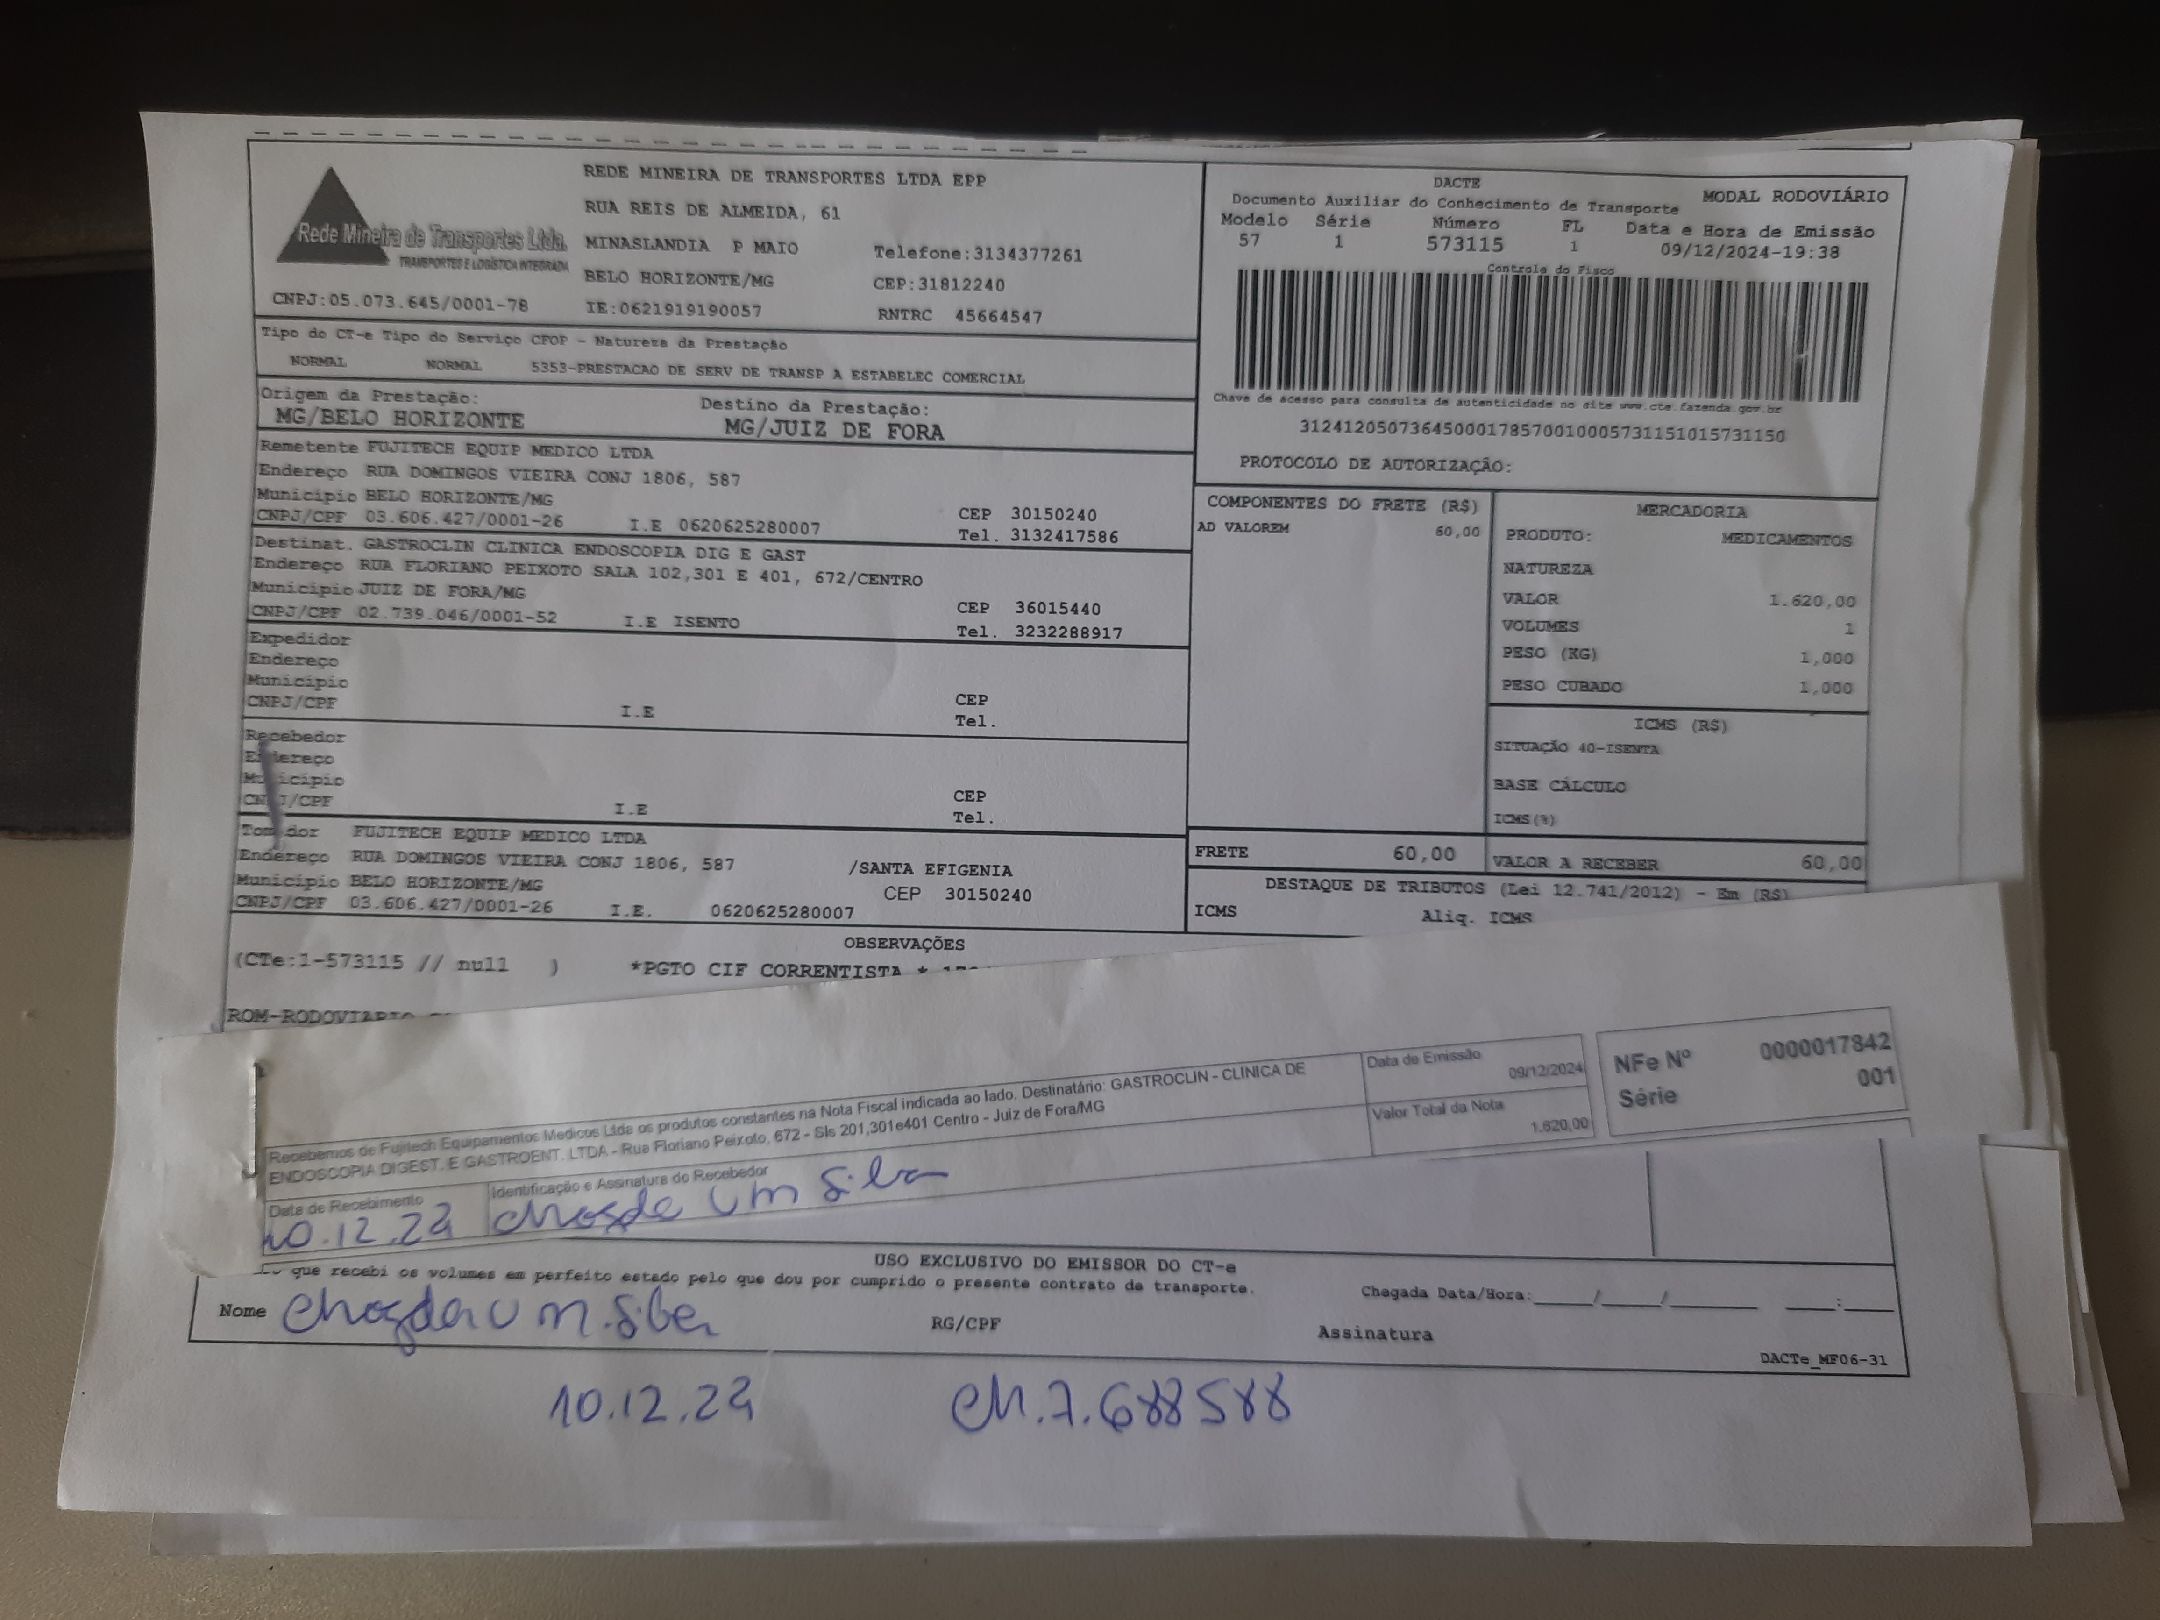 REDE MINEIRA DE TRANSPORTES LTDA EPP
RUA REIS DE ALMEIDA, 61
MINASLANDIA P MAIO Telefone:3134377261
BELO HORIZONTE/MG CEP:31812240
IE:0621919190057 RNTRC 45664547
Rede Mineira de Transportes Ltda.
TRANSPORTES E LOGÍSTICA INTEGRADA
CNPJ:05.073.645/0001-78
Tipo do CT-e Tipo do Serviço CFOP - Natureza da Prestação
NORMAL NORMAL 5353-PRESTACAO DE SERV DE TRANSP A ESTABELEC COMERCIAL
Origem da Prestação: Destino da Prestação:
MG/BELO HORIZONTE MG/JUIZ DE FORA
Remetente FUJITECH EQUIP MEDICO LTDA
Endereço RUA DOMINGOS VIEIRA CONJ 1806, 587
Município BELO HORIZONTE/MG CEP 30150240
CNPJ/CPF 03.606.427/0001-26 I.E 0620625280007 Tel. 3132417586
Destinat. GASTROCLIN CLINICA ENDOSCOPIA DIG E GAST
Endereço RUA FLORIANO PEIXOTO SALA 102,301 E 401, 672/CENTRO
Município JUIZ DE FORA/MG CEP 36015440
CNPJ/CPF 02.739.046/0001-52 I.E ISENTO Tel. 3232288917
Expedidor
Endereço
Município CEP
CNPJ/CPF I.E Tel.
Recebedor
Endereço
Município CEP
CNPJ/CPF I.E Tel.
Tomador FUJITECH EQUIP MEDICO LTDA
Endereço RUA DOMINGOS VIEIRA CONJ 1806, 587 /SANTA EFIGENIA
Município BELO HORIZONTE/MG CEP 30150240
CNPJ/CPF 03.606.427/0001-26 I.E. 0620625280007
DACTE MODAL RODOVIÁRIO
Documento Auxiliar do Conhecimento de Transporte
Modelo Série Número FL Data e Hora de Emissão
57 1 573115 1 09/12/2024-19:38
Controle do Fisco
Chave de acesso para consulta de autenticidade no site www.cte.fazenda.gov.br
31241205073645000178570010005731151015731150
PROTOCOLO DE AUTORIZAÇÃO:
COMPONENTES DO FRETE (R$)
AD VALOREM 60,00
MERCADORIA
PRODUTO: MEDICAMENTOS
NATUREZA
VALOR 1.620,00
VOLUMES 1
PESO (KG) 1,000
PESO CUBADO 1,000
ICMS (R$)
SITUAÇÃO 40-ISENTA
BASE CÁLCULO
ICMS(%)
FRETE 60,00 VALOR A RECEBER 60,00
DESTAQUE DE TRIBUTOS (Lei 12.741/2012) - Em (R$)
ICMS Aliq. ICMS
OBSERVAÇÕES
(CTe:1-573115 // null ) *PGTO CIF CORRENTISTA *
ROM-RODOVIARIO
Recebemos de Fujitech Equipamentos Medicos Ltda os produtos constantes na Nota Fiscal indicada ao lado. Destinatário: GASTROCLIN - CLINICA DE
ENDOSCOPIA DIGEST. E GASTROENT. LTDA - Rua Floriano Peixoto, 672 - Sls 201,301e401 Centro - Juiz de Fora/MG
Data de Emissão
09/12/2024
Valor Total da Nota
1.620,00
NFe Nº 0000017842
Série 001
Data de Recebimento Identificação e Assinatura do Recebedor
10.12.24 Silva
USO EXCLUSIVO DO EMISSOR DO CT-e
que recebi os volumes em perfeito estado pelo que dou por cumprido o presente contrato de transporte.
Chegada Data/Hora:_____/_____/_______ ____:____
Nome RG/CPF Assinatura
DACTe_MF06-31
10.12.24 7.688588